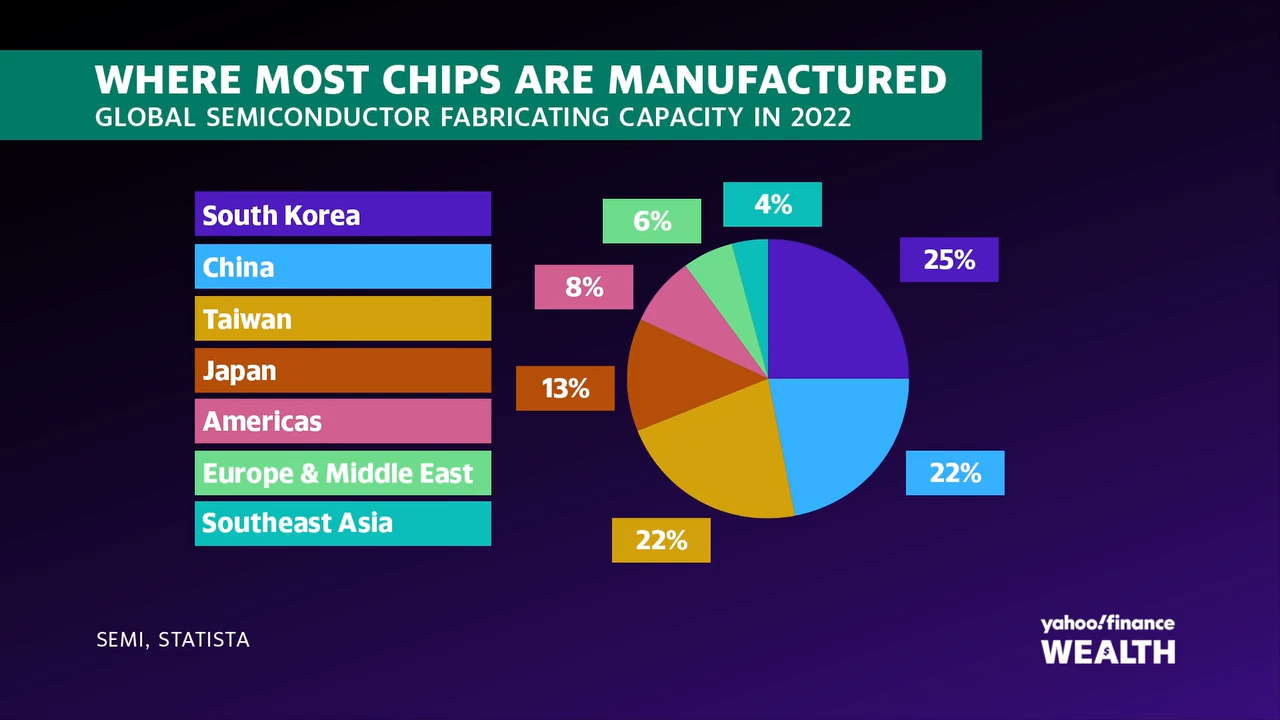 WHERE MOST CHIPS ARE MANUFACTURED
GLOBAL SEMICONDUCTOR FABRICATING CAPACITY IN 2022
South Korea
China
Taiwan
Japan
Americas
Europe & Middle East
Southeast Asia
4%
6%
25%
8%
13%
22%
22%
SEMI, STATISTA
yahoo!finance
WEALTH